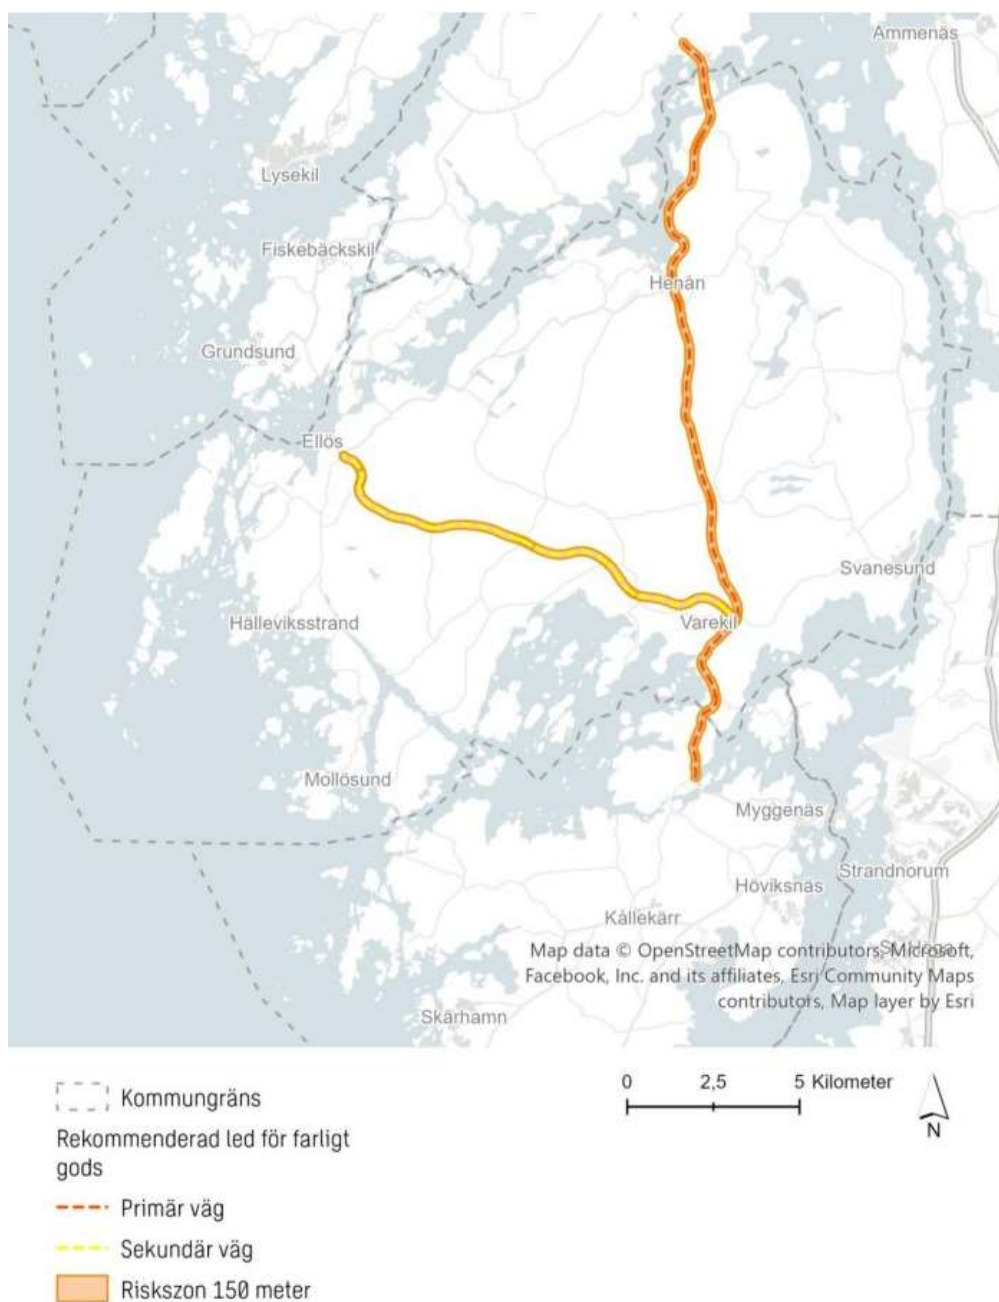 Ammenäs
Lysekil
Fiskebäckskil
Henån
Grundsund
Ellös
Svanesund
Hälleviksstrand
Varekil
Mollösund
Myggenäs
Strandnorum
Höviksnäs
Kållekärr
Map data © OpenStreetMap contributors, Microsoft,
Facebook, Inc. and its affiliates, Esri Community Maps
contributors, Map layer by Esri
Skärhamn
0 2,5 5 Kilometer
N
Kommungräns
Rekommenderad led för farligt
gods
Primär väg
Sekundär väg
Riskszon 150 meter